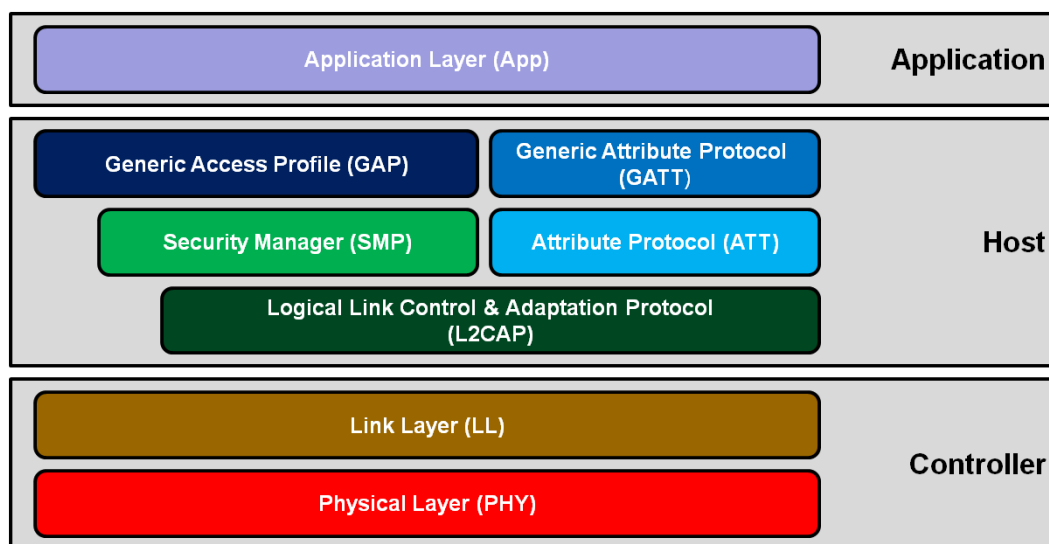 Application Layer (App)
Application
Generic Access Profile (GAP)
Generic Attribute Protocol
(GATT)
Security Manager (SMP)
Attribute Protocol (ATT)
Host
Logical Link Control & Adaptation Protocol
(L2CAP)
Link Layer (LL)
Controller
Physical Layer (PHY)